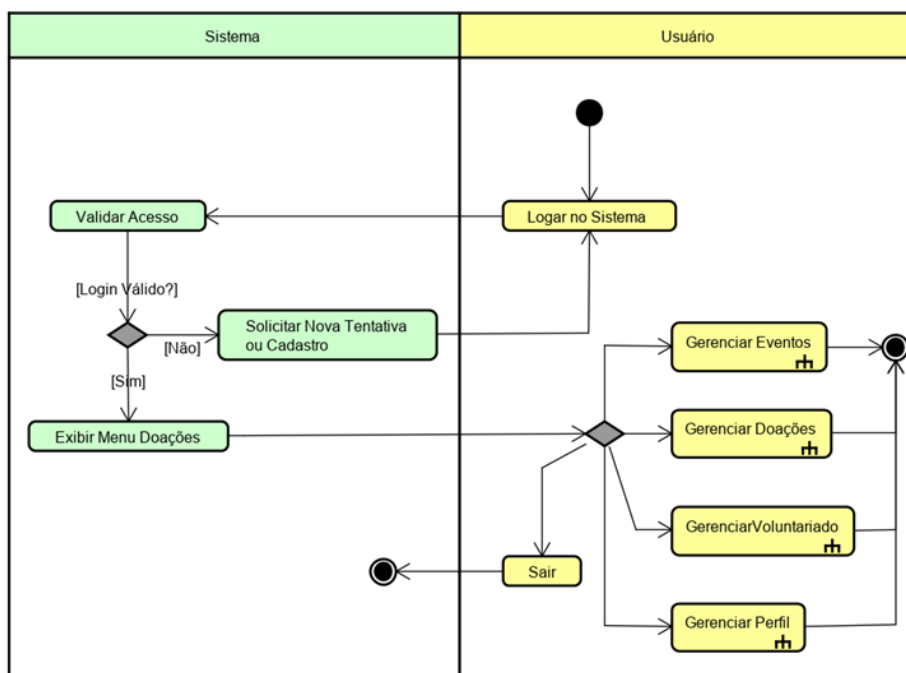 Sistema
Usuário
Validar Acesso
Logar no Sistema
[Login Válido?]
Solicitar Nova Tentativa
ou Cadastro
[Não]
[Sim]
Exibir Menu Doações
Gerenciar Eventos
Gerenciar Doações
GerenciarVoluntariado
Sair
Gerenciar Perfil